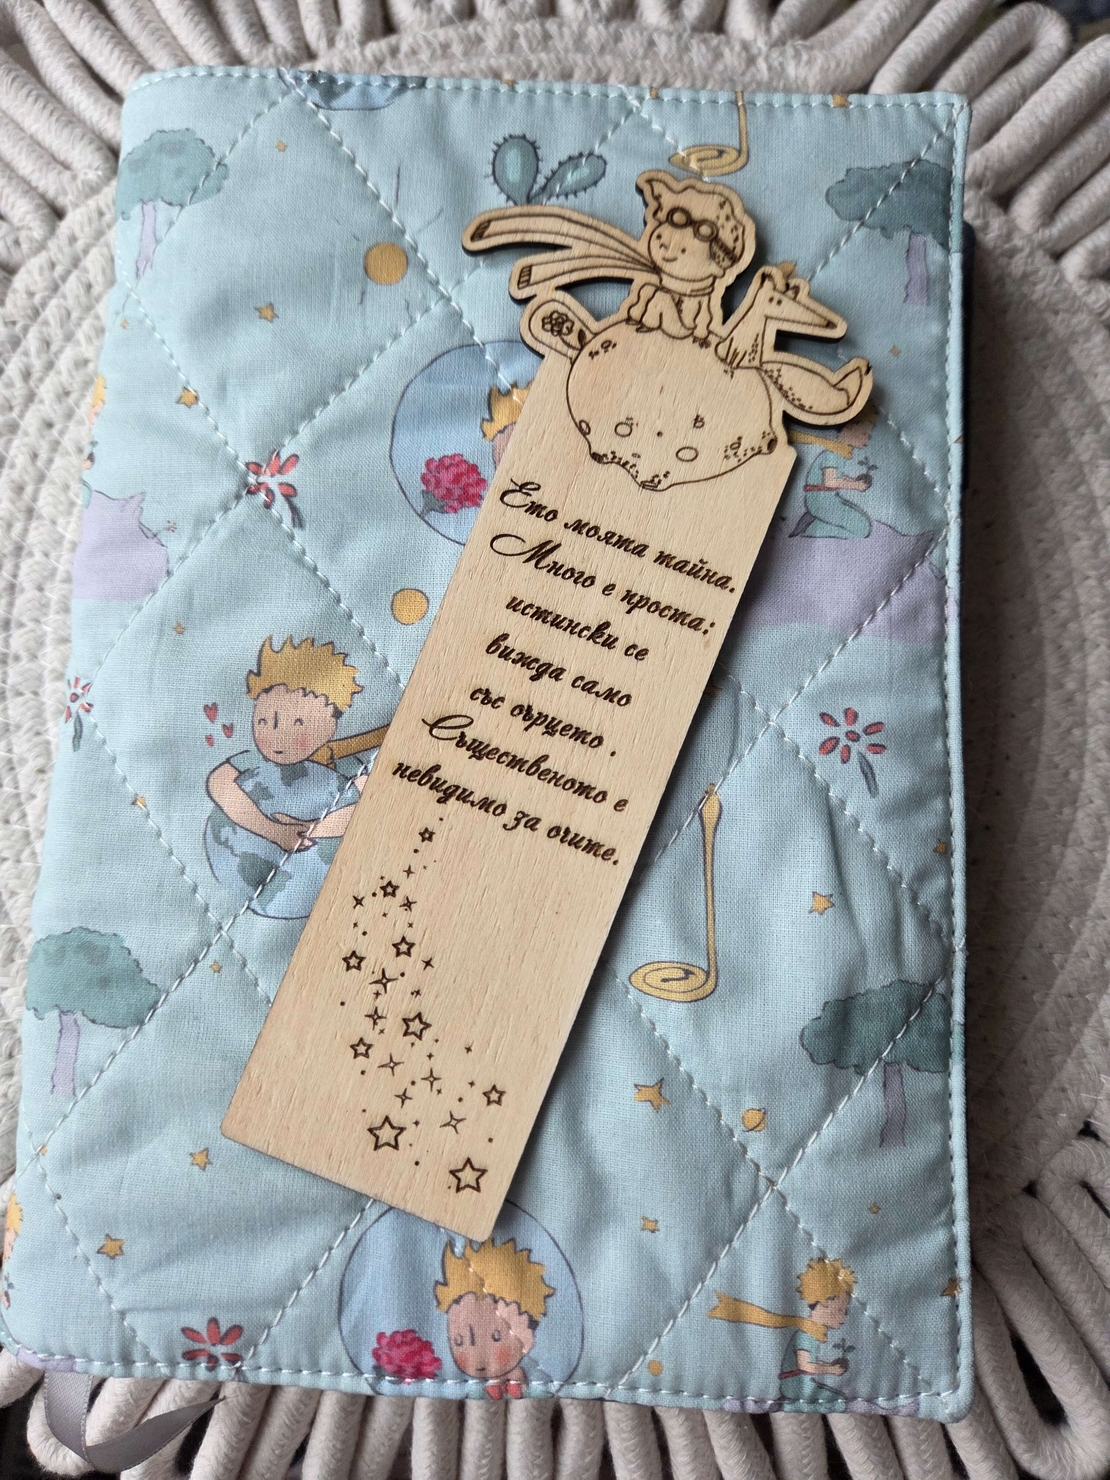 Ето моята тайна.
Много е проста:
истински се
вижда само
със сърцето .
Същественото е
невидимо за очите.